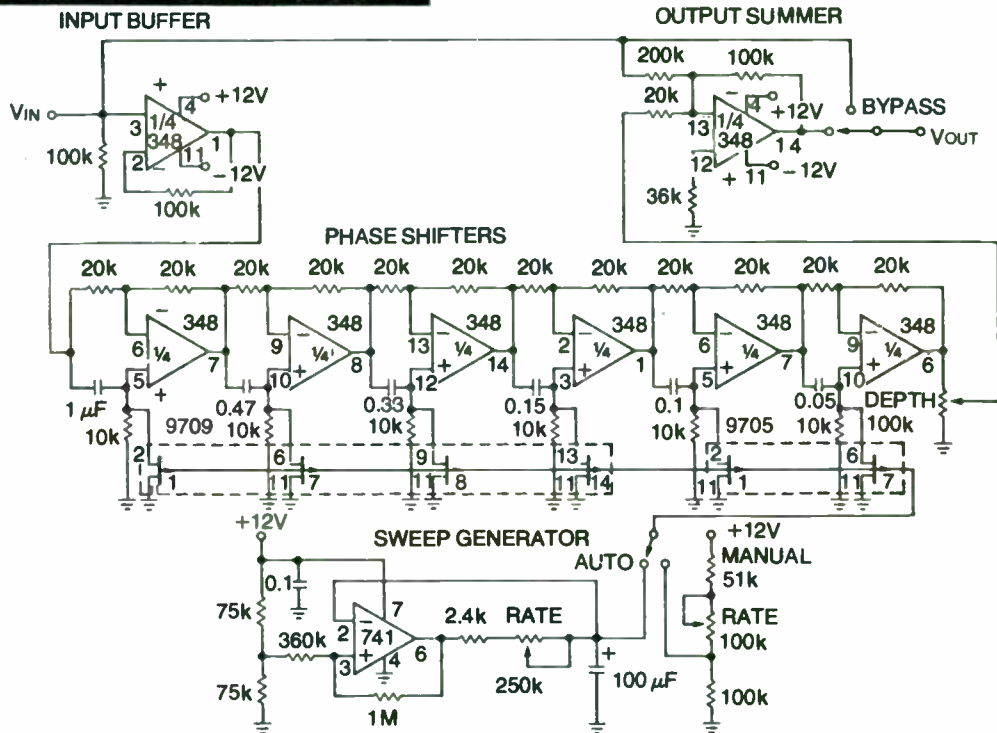 INPUT BUFFER
OUTPUT SUMMER
200k
100k
20k
VIN
+
3
1/4
348
2
−
4
+12V
11
−12V
1
100k
100k
13
−
1/4
348
12
+
4
+12V
11
−12V
14
36k
BYPASS
VOUT
PHASE SHIFTERS
20k 20k 20k 20k 20k 20k 20k 20k 20k 20k 20k 20k
−
6 348 1/4 5 + 7
− 9 348 1/4 10 + 8
− 13 348 1/4 12 + 14
− 2 348 1/4 3 + 1
− 6 348 1/4 5 + 7
− 9 348 1/4 10 + 6
1 μF 0.47 0.33 0.15 0.1 0.05
DEPTH
100k
10k 9709 10k 10k 10k 10k 9705 10k
2 6 9 13 2 6
1 11 7 11 8 11 14 11 1 11 7
+12V
SWEEP GENERATOR
AUTO
+12V
MANUAL
51k
0.1
75k
360k
2
−
741
3
+
7
4
6
2.4k
RATE
250k
+
100 μF
RATE
100k
75k
1M
100k